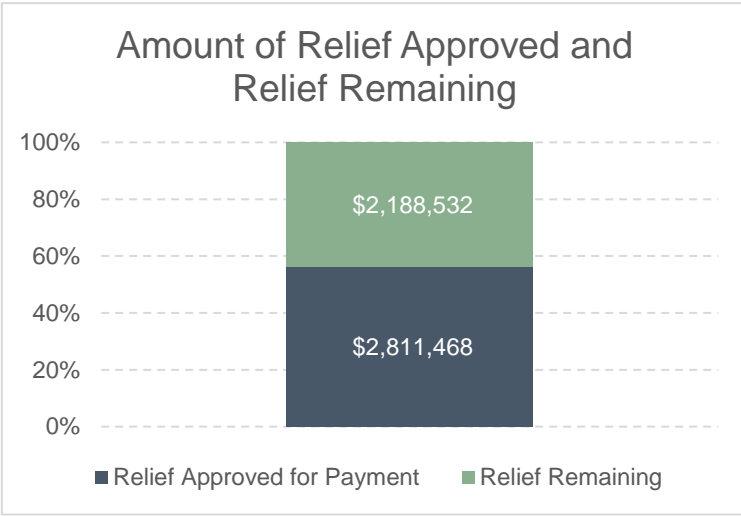 Amount of Relief Approved and
Relief Remaining
100%
80%
60%
40%
20%
0%
$2,188,532
$2,811,468
Relief Approved for Payment
Relief Remaining